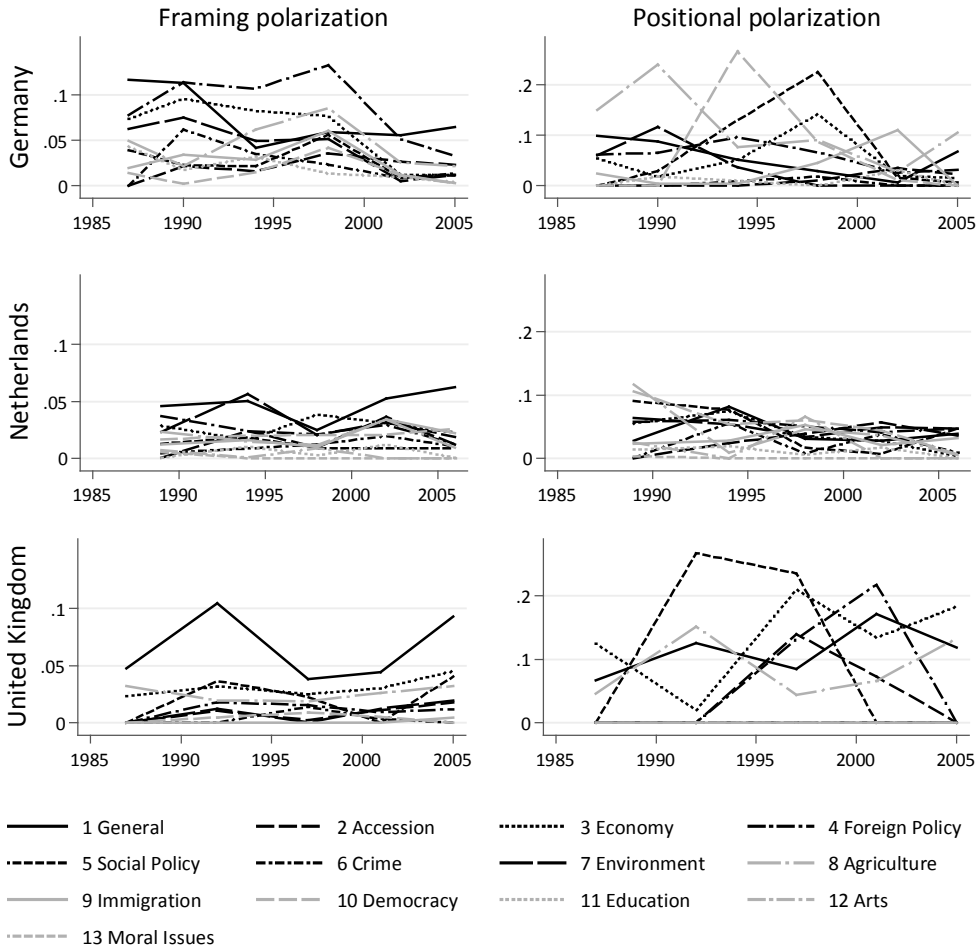 Framing polarization
Positional polarization
Germany
.1
.05
0
1985 1990 1995 2000 2005
.2
.1
0
1985 1990 1995 2000 2005
Netherlands
.1
.05
0
1985 1990 1995 2000 2005
.2
.1
0
1985 1990 1995 2000 2005
United Kingdom
.1
.05
0
1985 1990 1995 2000 2005
.2
.1
0
1985 1990 1995 2000 2005
1 General 2 Accession 3 Economy 4 Foreign Policy
5 Social Policy 6 Crime 7 Environment 8 Agriculture
9 Immigration 10 Democracy 11 Education 12 Arts
13 Moral Issues